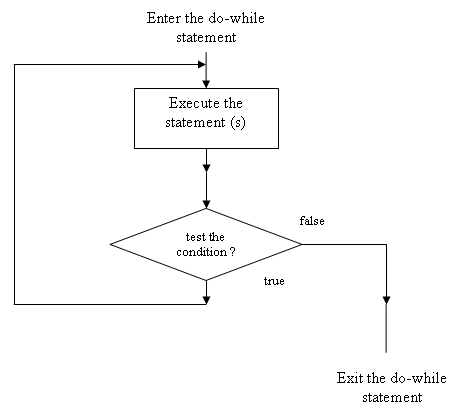 Enter the do-while
statement
Execute the
statement (s)
false
test the
condition ?
true
Exit the do-while
statement